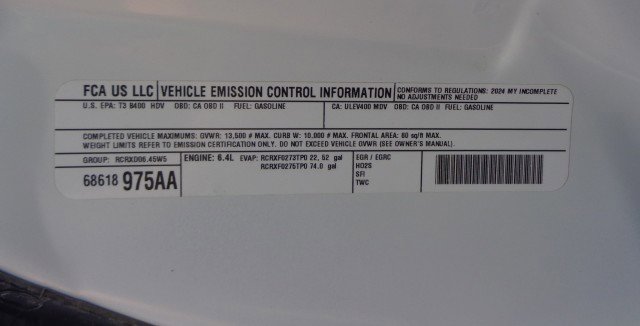 FCA US LLC VEHICLE EMISSION CONTROL INFORMATION CONFORMS TO REGULATIONS: 2024 MY INCOMPLETE
NO ADJUSTMENTS NEEDED
U.S. EPA: T3 B400 HDV OBD: CA OBD II FUEL: GASOLINE CA: ULEV400 MDV OBD: CA OBD II FUEL: GASOLINE
COMPLETED VEHICLE MAXIMUMS: GVWR: 13,500 # MAX. CURB W: 10,000 # MAX. FRONTAL AREA: 60 sq/ft MAX.
WEIGHT LIMITS REFER TO EMISSION CERTIFICATION ONLY. DO NOT EXCEED GVWR (SEE OWNER'S MANUAL).
GROUP: RCRXD06.45W5 ENGINE: 6.4L EVAP: RCRXF0273TP0 22, 52 gal EGR / EGRC
RCRXF0275TP0 74.0 gal HO2S
68618 975AA SFI
TWC